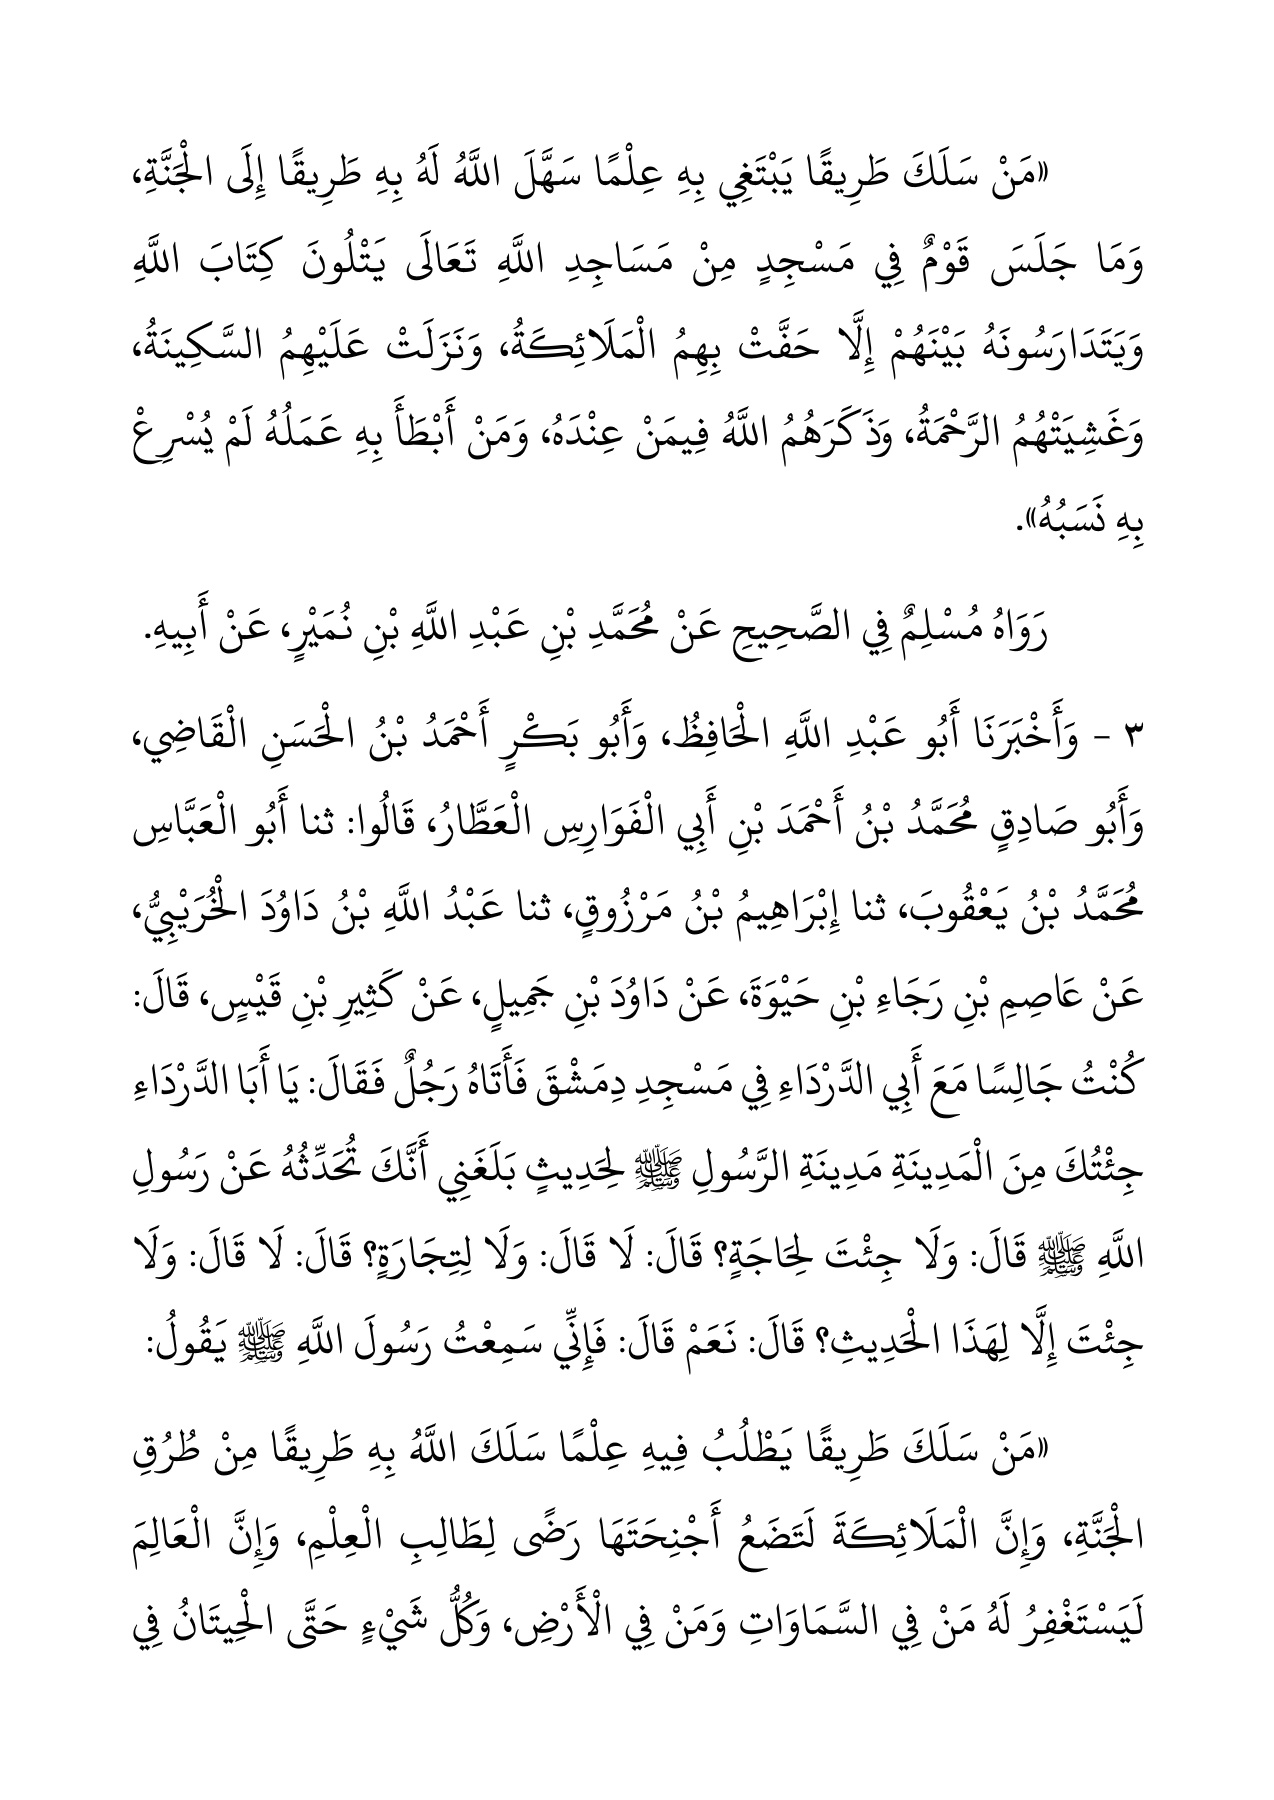 «مَنْ سَلَكَ طَرِيقًا يَبْتَغِي بِهِ عِلْمًا سَهَّلَ اللَّهُ لَهُ بِهِ طَرِيقًا إِلَى الْجَنَّةِ،
وَمَا جَلَسَ قَوْمٌ فِي مَسْجِدٍ مِنْ مَسَاجِدِ اللَّهِ تَعَالَى يَتْلُونَ كِتَابَ اللَّهِ
وَيَتَدَارَسُونَهُ بَيْنَهُمْ إِلَّا حَفَّتْ بِهِمُ الْمَلَائِكَةُ، وَنَزَلَتْ عَلَيْهِمُ السَّكِينَةُ،
وَغَشِيَتْهُمُ الرَّحْمَةُ، وَذَكَرَهُمُ اللَّهُ فِيمَنْ عِنْدَهُ، وَمَنْ أَبْطَأَ بِهِ عَمَلُهُ لَمْ يُسْرِعْ
بِهِ نَسَبُهُ».
رَوَاهُ مُسْلِمٌ فِي الصَّحِيحِ عَنْ مُحَمَّدِ بْنِ عَبْدِ اللَّهِ بْنِ نُمَيْرٍ، عَنْ أَبِيهِ.
٣ - وَأَخْبَرَنَا أَبُو عَبْدِ اللَّهِ الْحَافِظُ، وَأَبُو بَكْرٍ أَحْمَدُ بْنُ الْحَسَنِ الْقَاضِي،
وَأَبُو صَادِقٍ مُحَمَّدُ بْنُ أَحْمَدَ بْنِ أَبِي الْفَوَارِسِ الْعَطَّارُ، قَالُوا: ثنا أَبُو الْعَبَّاسِ
مُحَمَّدُ بْنُ يَعْقُوبَ، ثنا إِبْرَاهِيمُ بْنُ مَرْزُوقٍ، ثنا عَبْدُ اللَّهِ بْنُ دَاوُدَ الْخُرَيْبِيُّ،
عَنْ عَاصِمِ بْنِ رَجَاءِ بْنِ حَيْوَةَ، عَنْ دَاوُدَ بْنِ جَمِيلٍ، عَنْ كَثِيرِ بْنِ قَيْسٍ، قَالَ:
كُنْتُ جَالِسًا مَعَ أَبِي الدَّرْدَاءِ فِي مَسْجِدِ دِمَشْقَ فَأَتَاهُ رَجُلٌ فَقَالَ: يَا أَبَا الدَّرْدَاءِ
جِئْتُكَ مِنَ الْمَدِينَةِ مَدِينَةِ الرَّسُولِ ﷺ لِحَدِيثٍ بَلَغَنِي أَنَّكَ تُحَدِّثُهُ عَنْ رَسُولِ
اللَّهِ ﷺ قَالَ: وَلَا جِئْتَ لِحَاجَةٍ؟ قَالَ: لَا قَالَ: وَلَا لِتِجَارَةٍ؟ قَالَ: لَا قَالَ: وَلَا
جِئْتَ إِلَّا لِهَذَا الْحَدِيثِ؟ قَالَ: نَعَمْ قَالَ: فَإِنِّي سَمِعْتُ رَسُولَ اللَّهِ ﷺ يَقُولُ:
«مَنْ سَلَكَ طَرِيقًا يَطْلُبُ فِيهِ عِلْمًا سَلَكَ اللَّهُ بِهِ طَرِيقًا مِنْ طُرُقِ
الْجَنَّةِ، وَإِنَّ الْمَلَائِكَةَ لَتَضَعُ أَجْنِحَتَهَا رَضًى لِطَالِبِ الْعِلْمِ، وَإِنَّ الْعَالِمَ
لَيَسْتَغْفِرُ لَهُ مَنْ فِي السَّمَاوَاتِ وَمَنْ فِي الْأَرْضِ، وَكُلُّ شَيْءٍ حَتَّى الْحِيتَانُ فِي